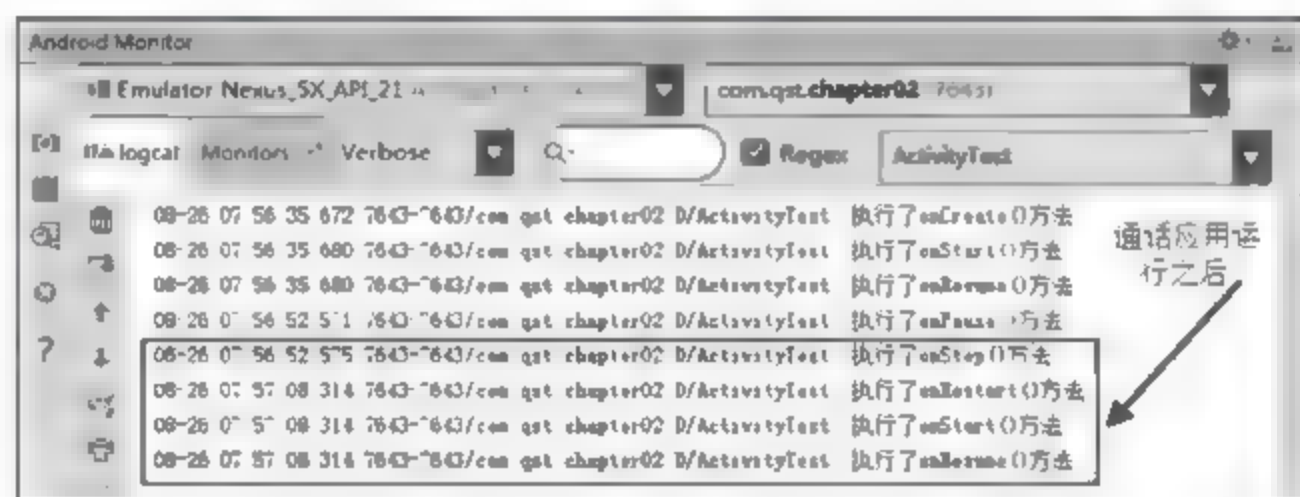 Android Monitor
Emulator Nexus_5X_API_21
com.qst.chapter02
logcat Monitors Verbose Regex ActivityTest
08-26 07 56 35 672 7643-7643/com qst chapter02 D/ActivityTest 执行了onCreate()方法
08-26 07 56 35 680 7643-7643/com qst chapter02 D/ActivityTest 执行了onStart()方法
08-26 07 56 35 680 7643-7643/com qst chapter02 D/ActivityTest 执行了onResume()方法
08-26 07 56 52 511 7643-7643/com qst chapter02 D/ActivityTest 执行了onPause()方法
08-26 07 56 52 575 7643-7643/com qst chapter02 D/ActivityTest 执行了onStop()方法
08-26 07 57 08 314 7643-7643/com qst chapter02 D/ActivityTest 执行了onRestart()方法
08-26 07 57 08 314 7643-7643/com qst chapter02 D/ActivityTest 执行了onStart()方法
08-26 07 57 08 314 7643-7643/com qst chapter02 D/ActivityTest 执行了onResume()方法
通话应用运
行之后